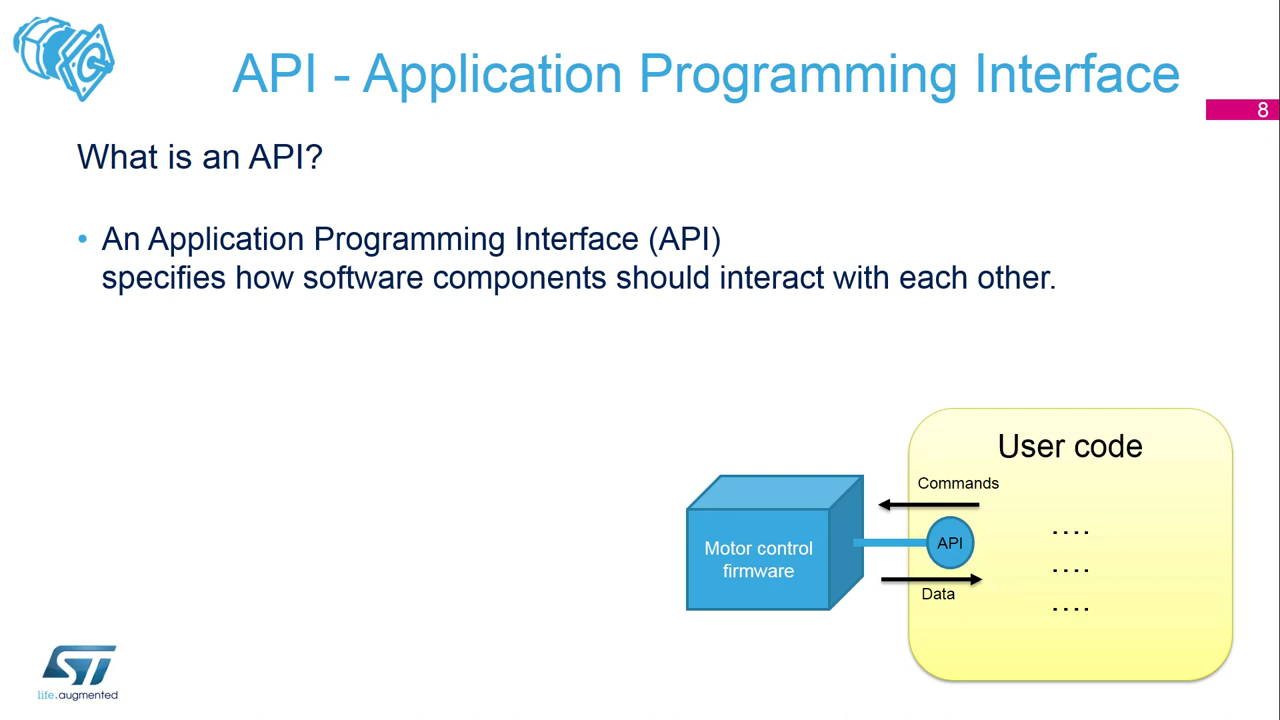 API - Application Programming Interface
8
What is an API?
• An Application Programming Interface (API)
specifies how software components should interact with each other.
User code
Commands
Motor control
firmware
API
Data
....
....
....
ST
life.augmented